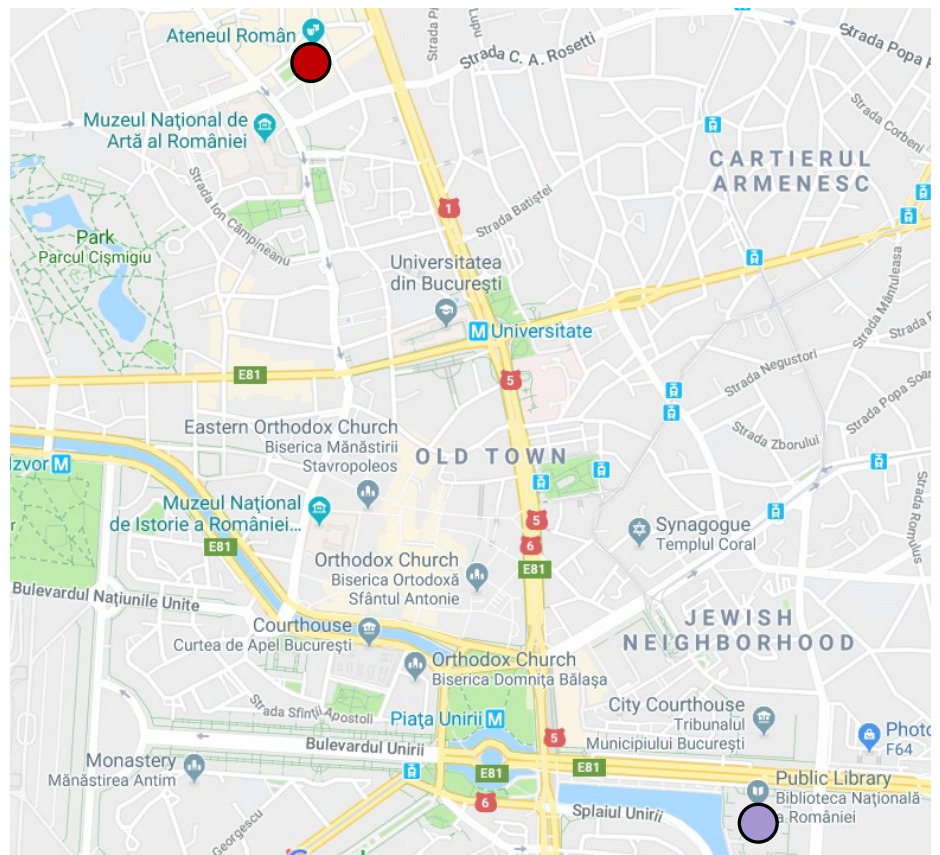 Ateneul Român
Strada C. A. Rosetti
Strada Popa
Muzeul Național de
Artă al României
Strada Corbeni
CARTIERUL
ARMENESC
Strada Ion Câmpineanu
1
Strada Batiștei
Park
Parcul Cișmigiu
Universitatea
din București
Strada Mântuleasa
M Universitate
E81
5
Strada Negustori
Strada Popa Soar
Eastern Orthodox Church
Biserica Mănăstirii
Stavropoleos
OLD TOWN
Strada Zborului
Izvor M
Muzeul Național
de Istorie a României...
Strada Romulus
5
6
Synagogue
Templul Coral
E81
E81
Orthodox Church
Biserica Ortodoxă
Sfântul Antonie
Bulevardul Națiunile Unite
Courthouse
Curtea de Apel București
JEWISH
NEIGHBORHOOD
Orthodox Church
Biserica Domnița Bălașa
Strada Sfinții Apostoli
Piața Unirii M
City Courthouse
Tribunalul
Municipiului București
Bulevardul Unirii
5
Photo
F64
Monastery
Mănăstirea Antim
E81
E81
6
Public Library
Biblioteca Națională
a României
Splaiul Unirii
Georgescu